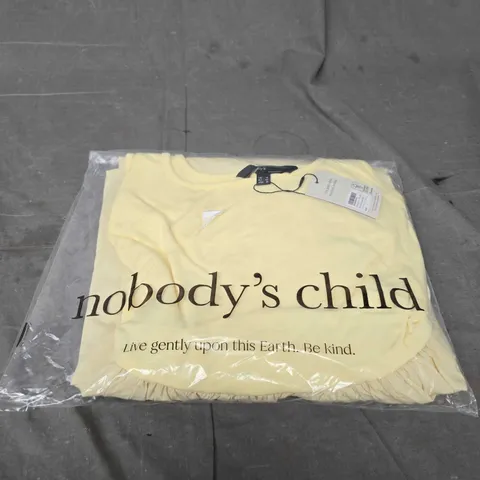 nobody's child
Live gently upon this Earth. Be kind.